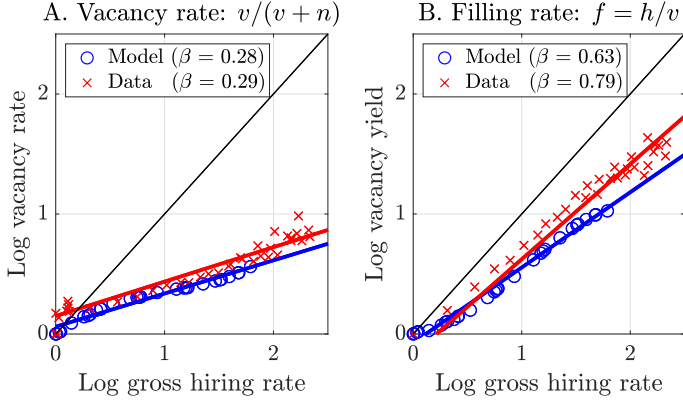 A. Vacancy rate: v/(v + n)
Model (β = 0.28)
Data (β = 0.29)
Log vacancy rate
2
1
0
0
1
2
Log gross hiring rate
B. Filling rate: f = h/v
Model (β = 0.63)
Data (β = 0.79)
Log vacancy yield
2
1
0
0
1
2
Log gross hiring rate